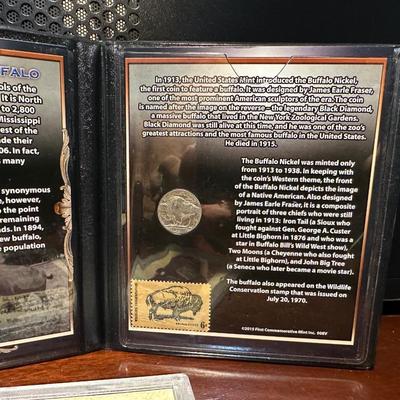 FFALO
ols of the
It is North
to 2,800
Mississippi
est of the
ade their
06. In fact,
many
synonymous
however,
to the point
remaining
ds. In 1894,
ew buffalo,
population
In 1913, the United States Mint introduced the Buffalo Nickel,
the first coin to feature a buffalo. It was designed by James Earle Fraser,
one of the most prominent American sculptors of the era. The coin
is named after the image on the reverse—the legendary Black Diamond,
a massive buffalo that lived in the New York Zoological Gardens.
Black Diamond was still alive at this time, and he was one of the zoo's
greatest attractions and the most famous buffalo in the United States.
He died in 1915.
The Buffalo Nickel was minted only
from 1913 to 1938. In keeping with
the coin's Western theme, the front
of the Buffalo Nickel depicts the image
of a Native American. Also designed
by James Earle Fraser, it is a composite
portrait of three chiefs who were still
living in 1913: Iron Tail (a Sioux who
fought against Gen. George A. Custer
at Little Bighorn in 1876 and who was a
star in Buffalo Bill's Wild West show),
Two Moons (a Cheyenne who also fought
at Little Bighorn), and John Big Tree
(a Seneca who later became a movie star).
The buffalo also appeared on the Wildlife
Conservation stamp that was issued on
July 20, 1970.
6c
©2015 First Commemorative Mint Inc. 908V